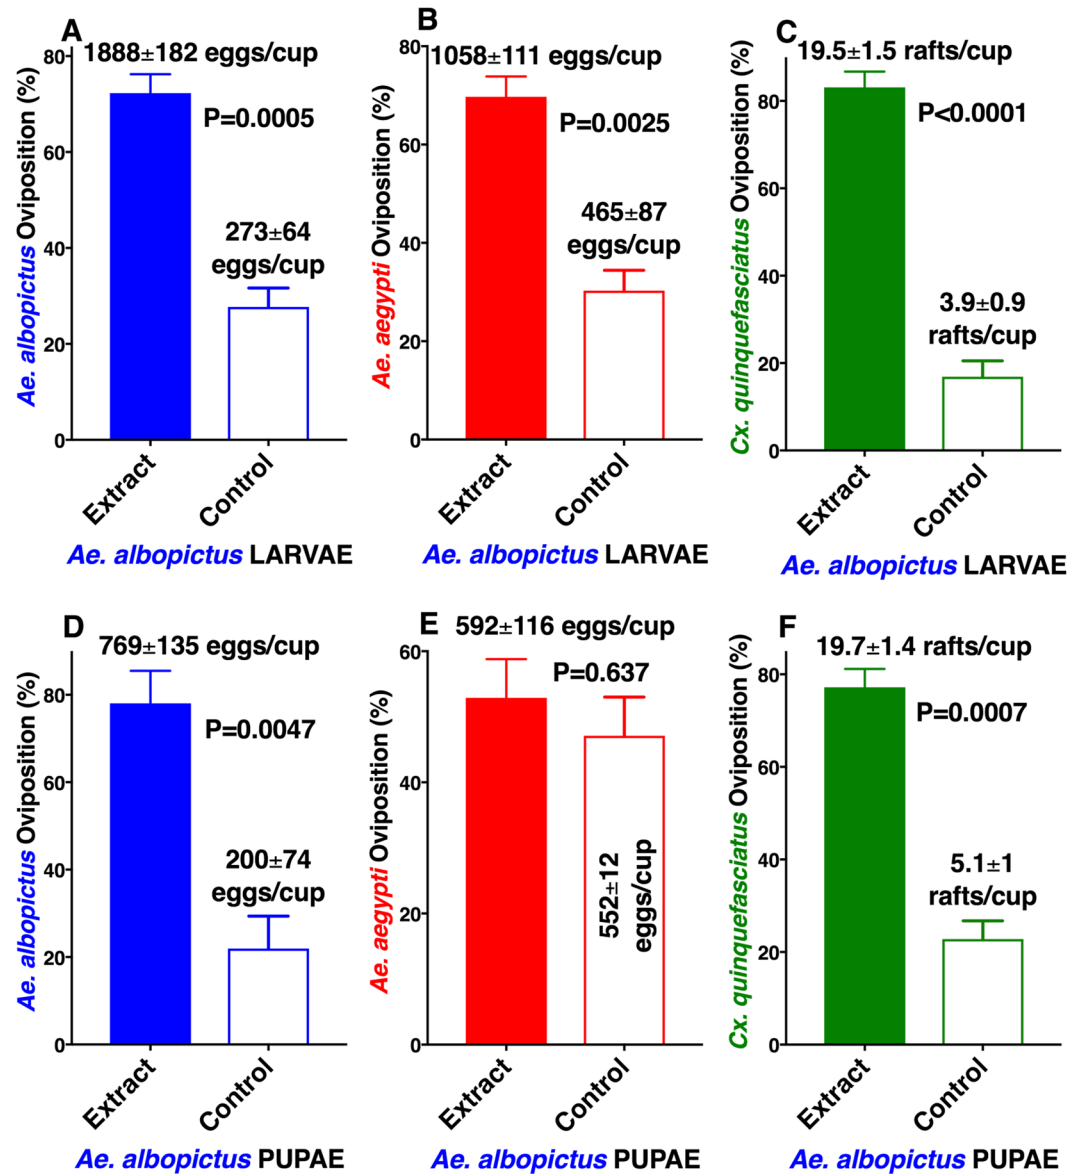 A
1888±182 eggs/cup
P=0.0005
273±64
eggs/cup
Ae. albopictus Oviposition (%)
80
60
40
20
0
Extract
Control
Ae. albopictus LARVAE
B
1058±111 eggs/cup
P=0.0025
465±87
eggs/cup
Ae. aegypti Oviposition (%)
80
60
40
20
0
Extract
Control
Ae. albopictus LARVAE
C
19.5±1.5 rafts/cup
P<0.0001
3.9±0.9
rafts/cup
Cx. quinquefasciatus Oviposition (%)
80
60
40
20
0
Extract
Control
Ae. albopictus LARVAE
D
769±135 eggs/cup
P=0.0047
200±74
eggs/cup
Ae. albopictus Oviposition (%)
80
60
40
20
0
Extract
Control
Ae. albopictus PUPAE
E
592±116 eggs/cup
P=0.637
552±12
eggs/cup
Ae. aegypti Oviposition (%)
60
40
20
0
Extract
Control
Ae. albopictus PUPAE
F
19.7±1.4 rafts/cup
P=0.0007
5.1±1
rafts/cup
Cx. quinquefasciatus Oviposition (%)
80
60
40
20
0
Extract
Control
Ae. albopictus PUPAE